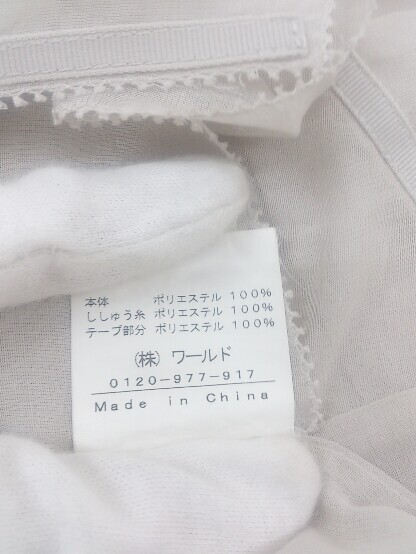 本体 ポリエステル 100%
ししゅう糸 ポリエステル 100%
テープ部分 ポリエステル 100%
(株) ワールド
0120-977-917
Made in China